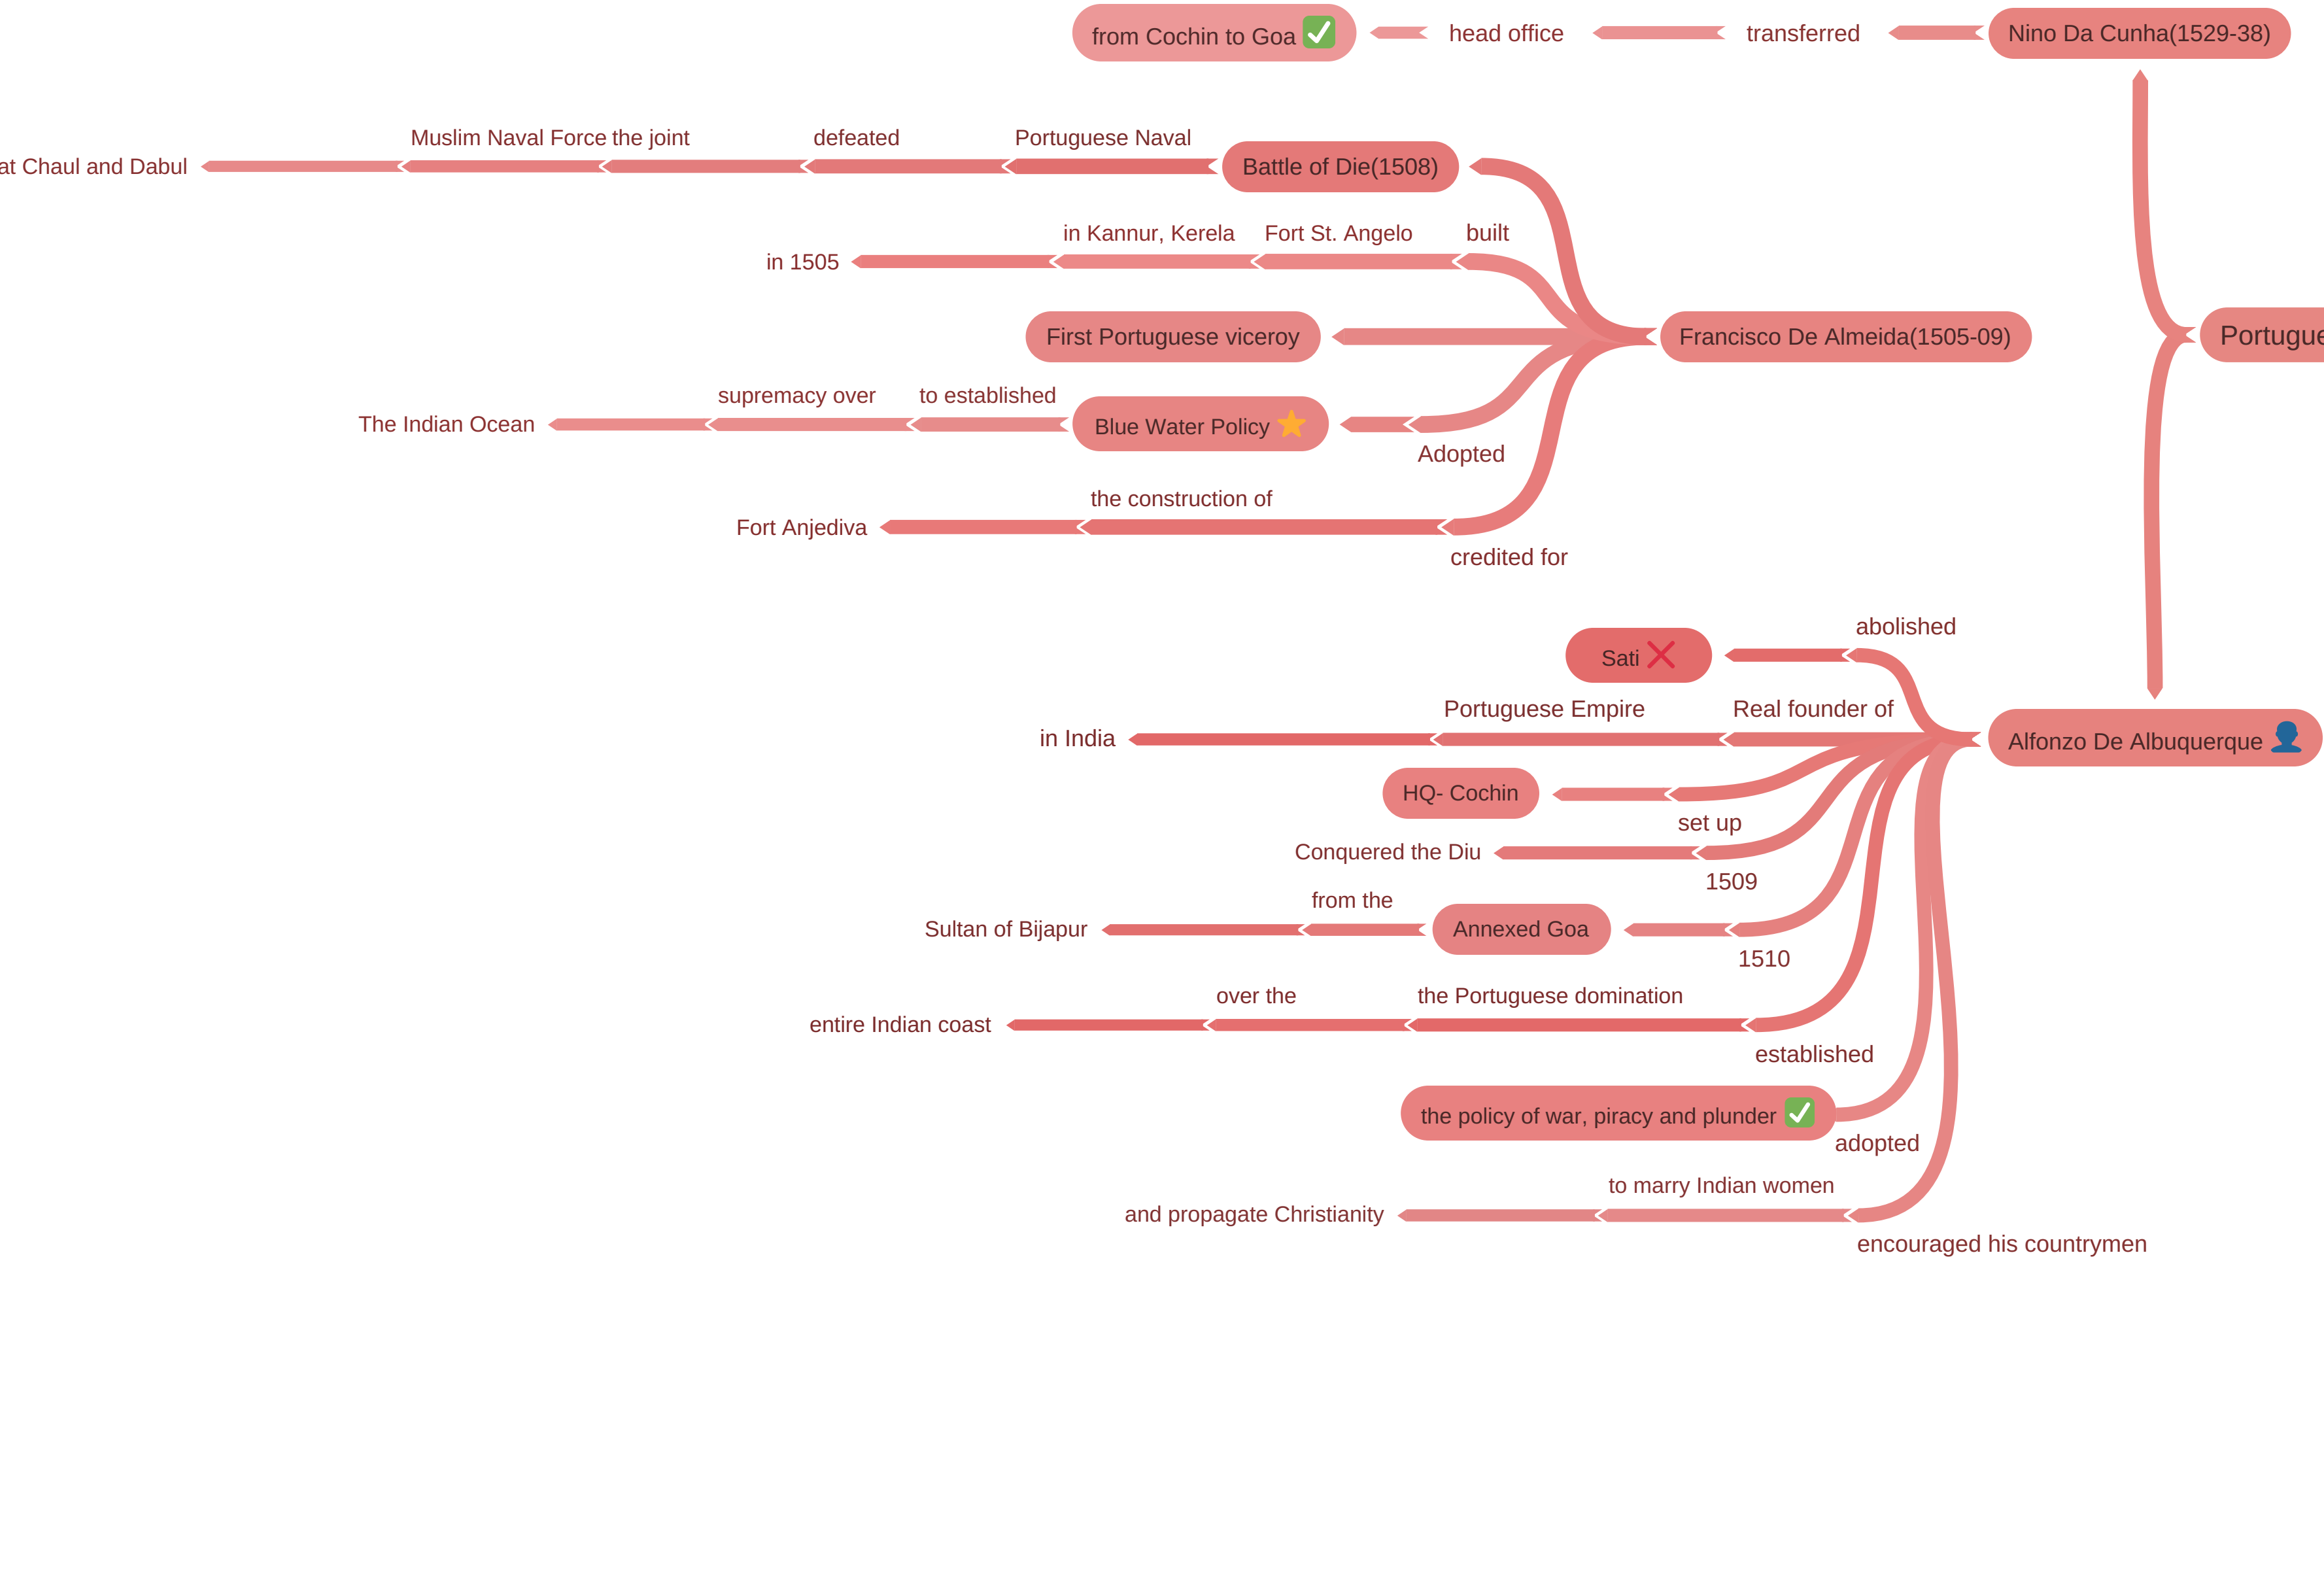 from Cochin to Goa
head office
transferred
Nino Da Cunha(1529-38)
at Chaul and Dabul
Muslim Naval Force
the joint
defeated
Portuguese Naval
Battle of Die(1508)
in 1505
in Kannur, Kerela
Fort St. Angelo
built
First Portuguese viceroy
Francisco De Almeida(1505-09)
The Indian Ocean
supremacy over
to established
Blue Water Policy
Adopted
Fort Anjediva
the construction of
credited for
Sati
abolished
in India
Portuguese Empire
Real founder of
Alfonzo De Albuquerque
HQ- Cochin
set up
Conquered the Diu
1509
Sultan of Bijapur
from the
Annexed Goa
1510
entire Indian coast
over the
the Portuguese domination
established
the policy of war, piracy and plunder
adopted
and propagate Christianity
to marry Indian women
encouraged his countrymen